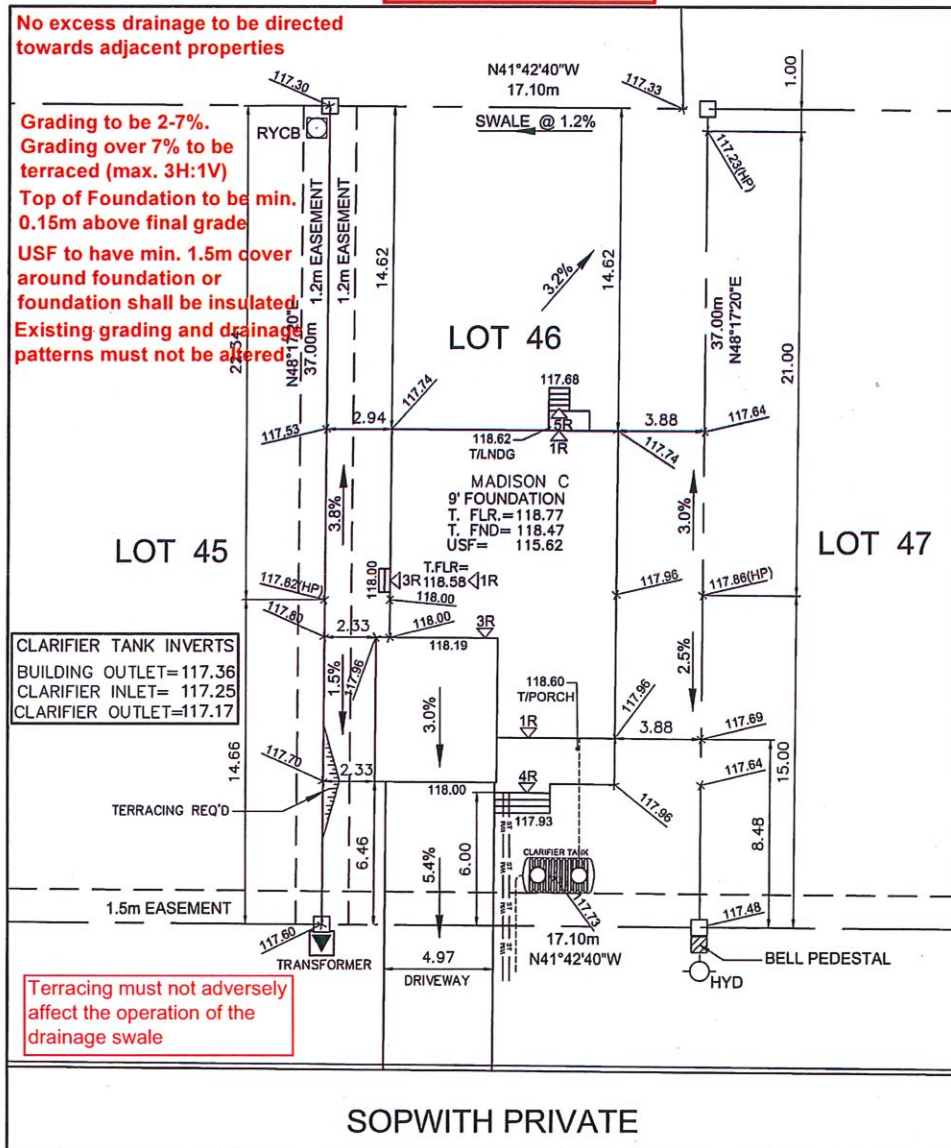 No excess drainage to be directed
towards adjacent properties
N41°42'40"W
17.10m
117.30
117.33
1.00
RYCB
SWALE @ 1.2%
Grading to be 2-7%.
Grading over 7% to be
terraced (max. 3H:1V)
Top of Foundation to be min.
0.15m above final grade
USF to have min. 1.5m cover
around foundation or
foundation shall be insulated
Existing grading and drainage
patterns must not be altered
117.23(HP)
1.2m EASEMENT
1.2m EASEMENT
14.62
14.62
3.2%
22.34
N48°17'20"E
37.00m
37.00m
N48°17'20"E
21.00
LOT 46
117.74
117.68
117.53
2.94
5R
1R
118.62
T/LNDG
3.88
117.64
117.74
MADISON C
9' FOUNDATION
T. FLR.=118.77
T. FND= 118.47
USF= 115.62
3.8%
3.0%
LOT 45
LOT 47
118.00
3R
T.FLR=
118.58
1R
117.82(HP)
118.00
117.96
117.86(HP)
117.80
2.33
118.00
3R
118.19
CLARIFIER TANK INVERTS
BUILDING OUTLET=117.36
CLARIFIER INLET= 117.25
CLARIFIER OUTLET=117.17
1.5%
117.96
3.0%
118.60
T/PORCH
117.96
2.5%
1R
3.88
117.69
14.66
117.70
2.33
118.00
4R
117.64
15.00
TERRACING REQ'D
117.93
117.96
6.46
5.4%
6.00
ST
ST
CLARIFIER TANK
8.48
117.73
1.5m EASEMENT
117.60
117.48
17.10m
N41°42'40"W
TRANSFORMER
4.97
DRIVEWAY
BELL PEDESTAL
HYD
Terracing must not adversely
affect the operation of the
drainage swale
SOPWITH PRIVATE